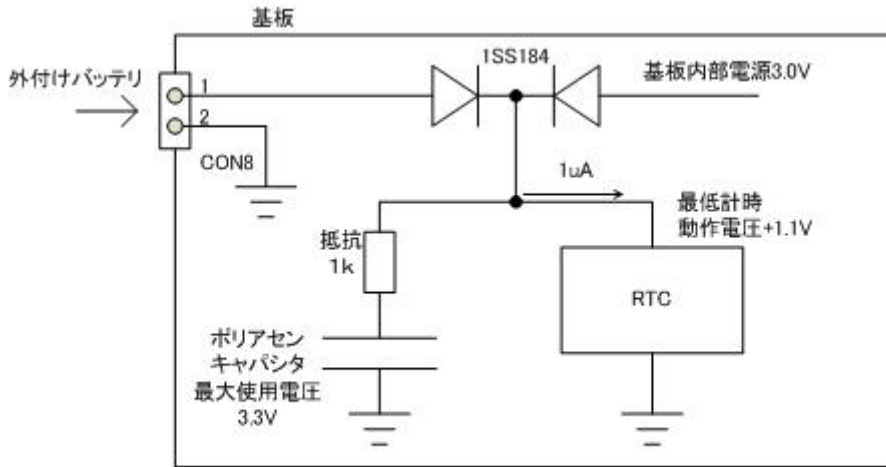 基板
1SS184
外付けバッテリ
基板内部電源3.0V
1
2
CON8
1uA
最低計時
動作電圧+1.1V
抵抗
1k
RTC
ポリアセン
キャパシタ
最大使用電圧
3.3V